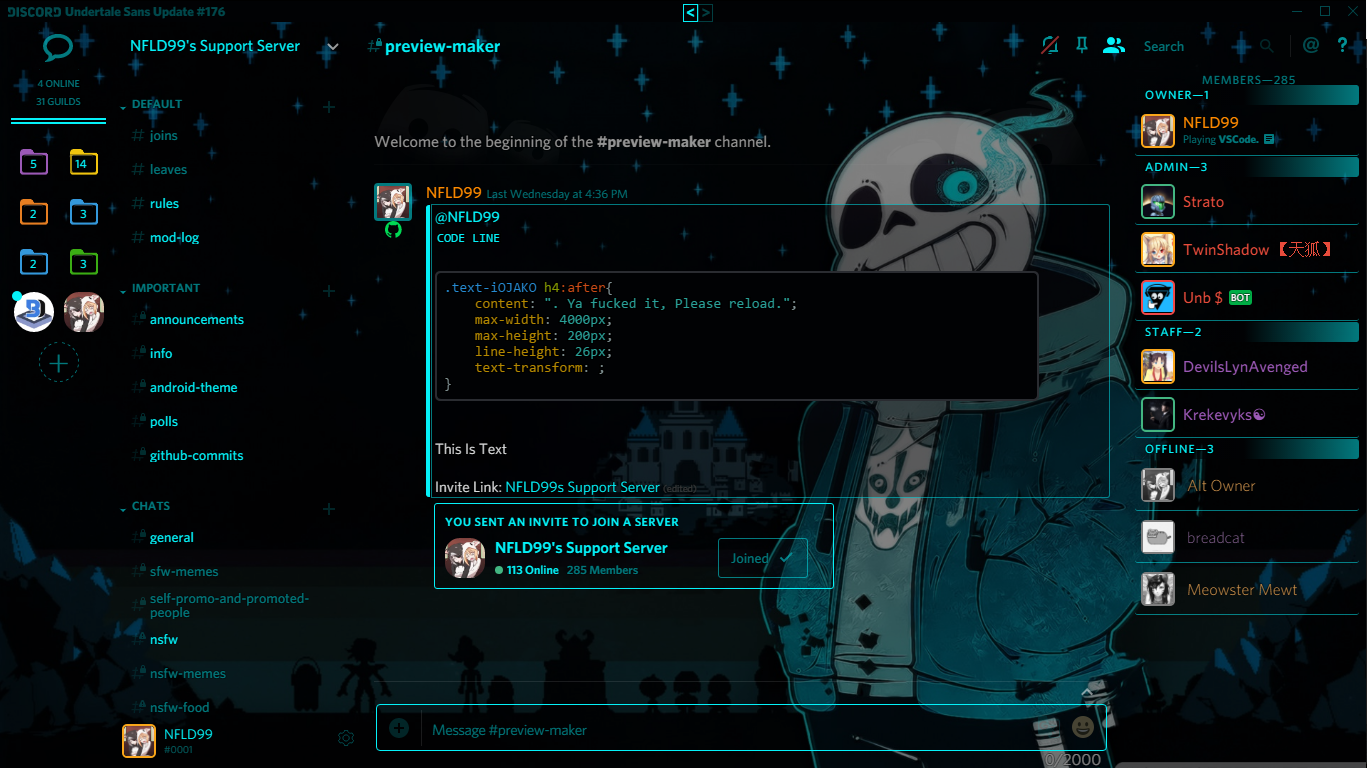 DISCORD Undertale Sans Update #176
< >
4 ONLINE
31 GUILDS
5
14
2
3
2
3
NFLD99's Support Server
DEFAULT
# joins
# leaves
# rules
# mod-log
IMPORTANT
# announcements
# info
# android-theme
# polls
# github-commits
CHATS
# general
# sfw-memes
# self-promo-and-promoted-
people
# nsfw
# nsfw-memes
# nsfw-food
NFLD99
#0001
# preview-maker
Search
@ ?
Welcome to the beginning of the #preview-maker channel.
NFLD99 Last Wednesday at 4:36 PM
@NFLD99
CODE LINE
.text-iOJAKO h4:after{
content: ". Ya fucked it, Please reload.";
max-width: 4000px;
max-height: 200px;
line-height: 26px;
text-transform: ;
}
This Is Text
Invite Link: NFLD99s Support Server (edited)
YOU SENT AN INVITE TO JOIN A SERVER
NFLD99's Support Server
113 Online 285 Members
Joined
Message #preview-maker
0/2000
MEMBERS—285
OWNER—1
NFLD99
Playing VSCode.
ADMIN—3
Strato
TwinShadow 【天狐】
Unb $ BOT
STAFF—2
DevilsLynAvenged
Krekevyks☯
OFFLINE—3
Alt Owner
breadcat
Meowster Mewt